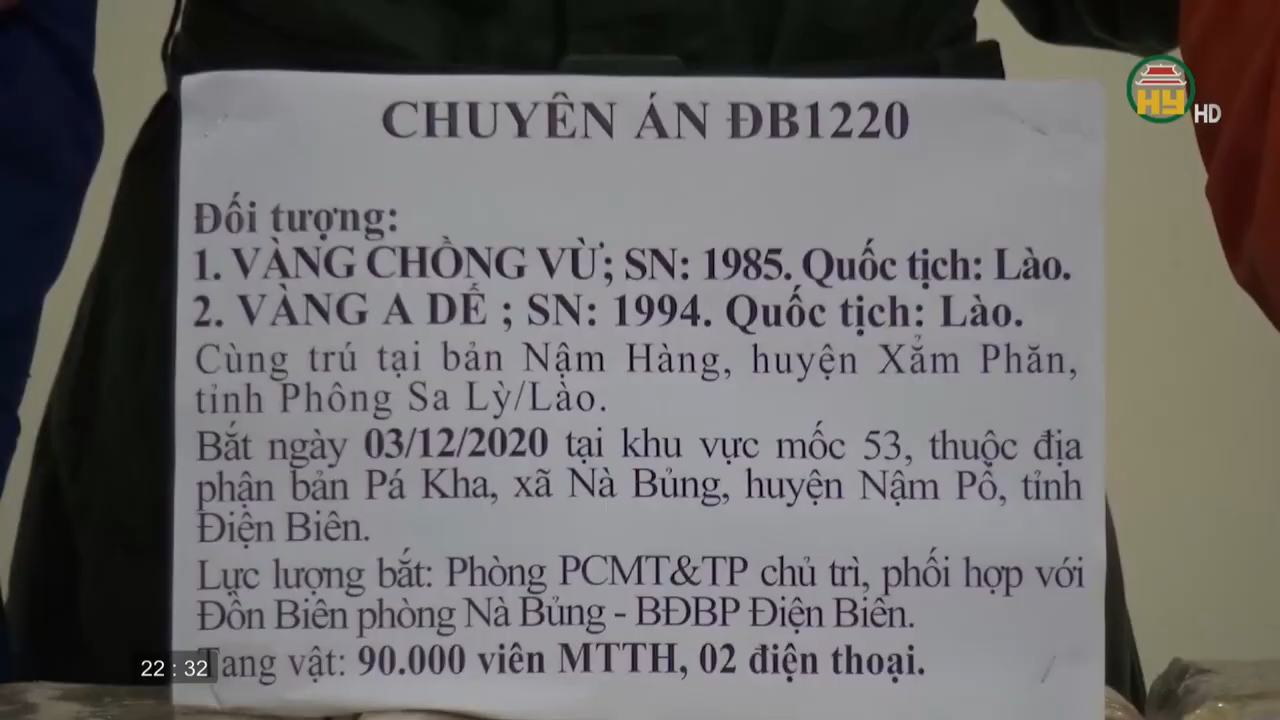 CHUYÊN ÁN ĐB1220
HY HD
Đối tượng:
1. VÀNG CHỒNG VỪ; SN: 1985. Quốc tịch: Lào.
2. VÀNG A DẾ ; SN: 1994. Quốc tịch: Lào.
Cùng trú tại bản Nậm Hàng, huyện Xắm Phăn,
tỉnh Phông Sa Lỳ/Lào.
Bắt ngày 03/12/2020 tại khu vực mốc 53, thuộc địa
phận bản Pá Kha, xã Nà Bủng, huyện Nậm Pồ, tỉnh
Điện Biên.
Lực lượng bắt: Phòng PCMT&TP chủ trì, phối hợp với
Đồn Biên phòng Nà Bủng - BĐBP Điện Biên.
Tang vật: 90.000 viên MTTH, 02 điện thoại.
22 : 32